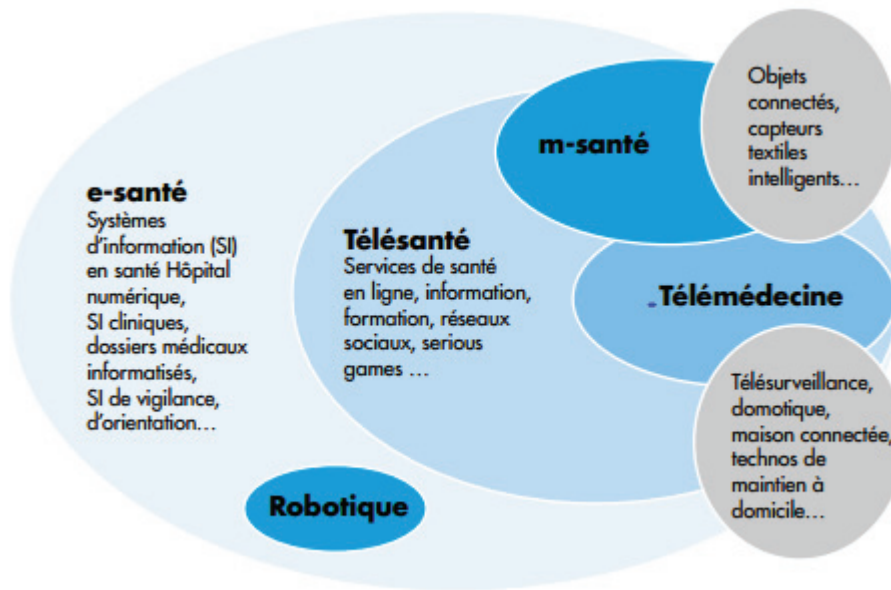 e-santé
Systèmes
d'information (SI)
en santé Hôpital
numérique,
SI cliniques,
dossiers médicaux
informatisés,
SI de vigilance,
d'orientation…
Télésanté
Services de santé
en ligne, information,
formation, réseaux
sociaux, serious
games …
m-santé
Objets
connectés,
capteurs
textiles
intelligents…
Télémédecine
Télésurveillance,
domotique,
maison connectée,
technos de
maintien à
domicile…
Robotique